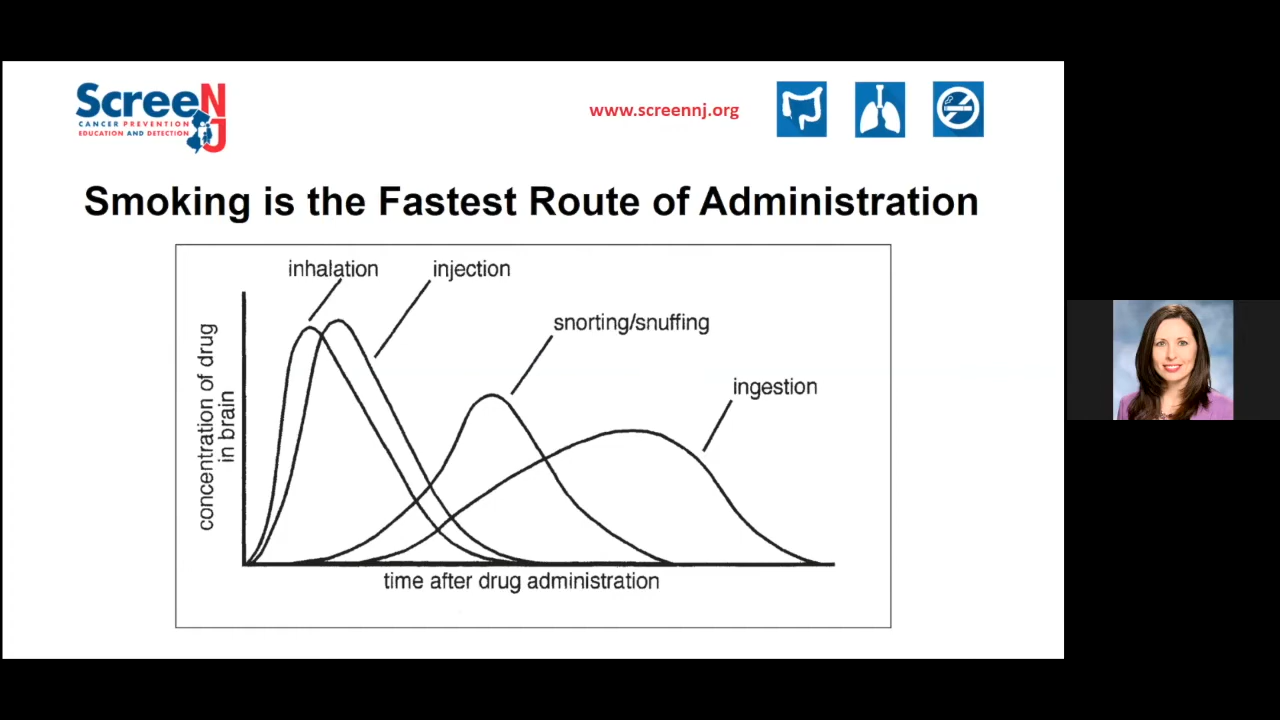 ScreeNJ
CANCER PREVENTION
EDUCATION AND DETECTION
www.screennj.org
Smoking is the Fastest Route of Administration
inhalation
injection
snorting/snuffing
ingestion
concentration of drug
in brain
time after drug administration